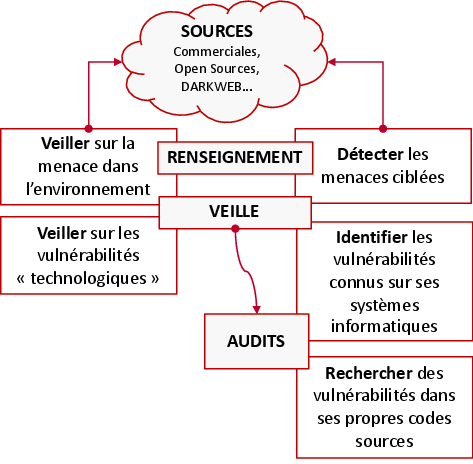 SOURCES
Commerciales,
Open Sources,
DARKWEB...
Veiller sur la
menace dans
l'environnement
RENSEIGNEMENT
Détecter les
menaces ciblées
VEILLE
Veiller sur les
vulnérabilités
« technologiques »
Identifier les
vulnérabilités
connus sur ses
systèmes
informatiques
AUDITS
Rechercher des
vulnérabilités dans
ses propres codes
sources